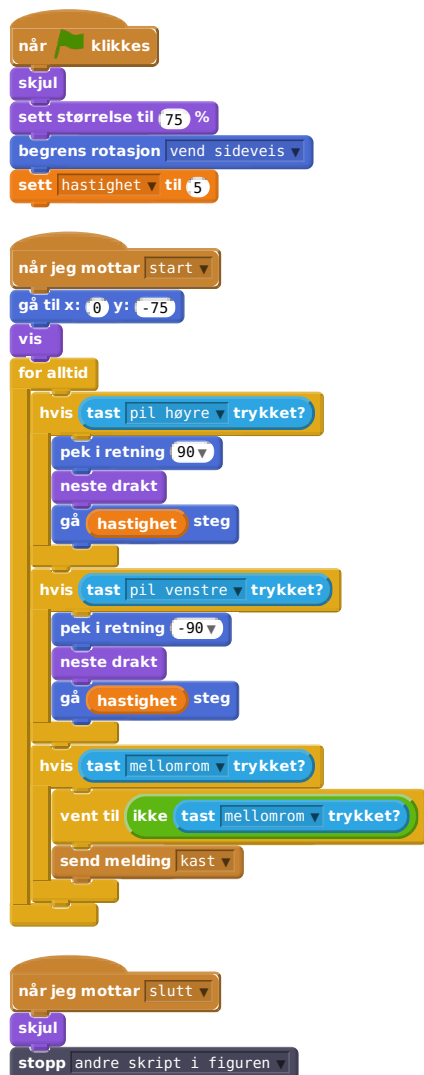 når klikkes
skjul
sett størrelse til 75 %
begrens rotasjon vend sideveis ▼
sett hastighet ▼ til 5
når jeg mottar start ▼
gå til x: 0 y: -75
vis
for alltid
hvis tast pil høyre ▼ trykket?
pek i retning 90 ▼
neste drakt
gå hastighet steg
hvis tast pil venstre ▼ trykket?
pek i retning -90 ▼
neste drakt
gå hastighet steg
hvis tast mellomrom ▼ trykket?
vent til ikke tast mellomrom ▼ trykket?
send melding kast ▼
når jeg mottar slutt ▼
skjul
stopp andre skript i figuren ▼